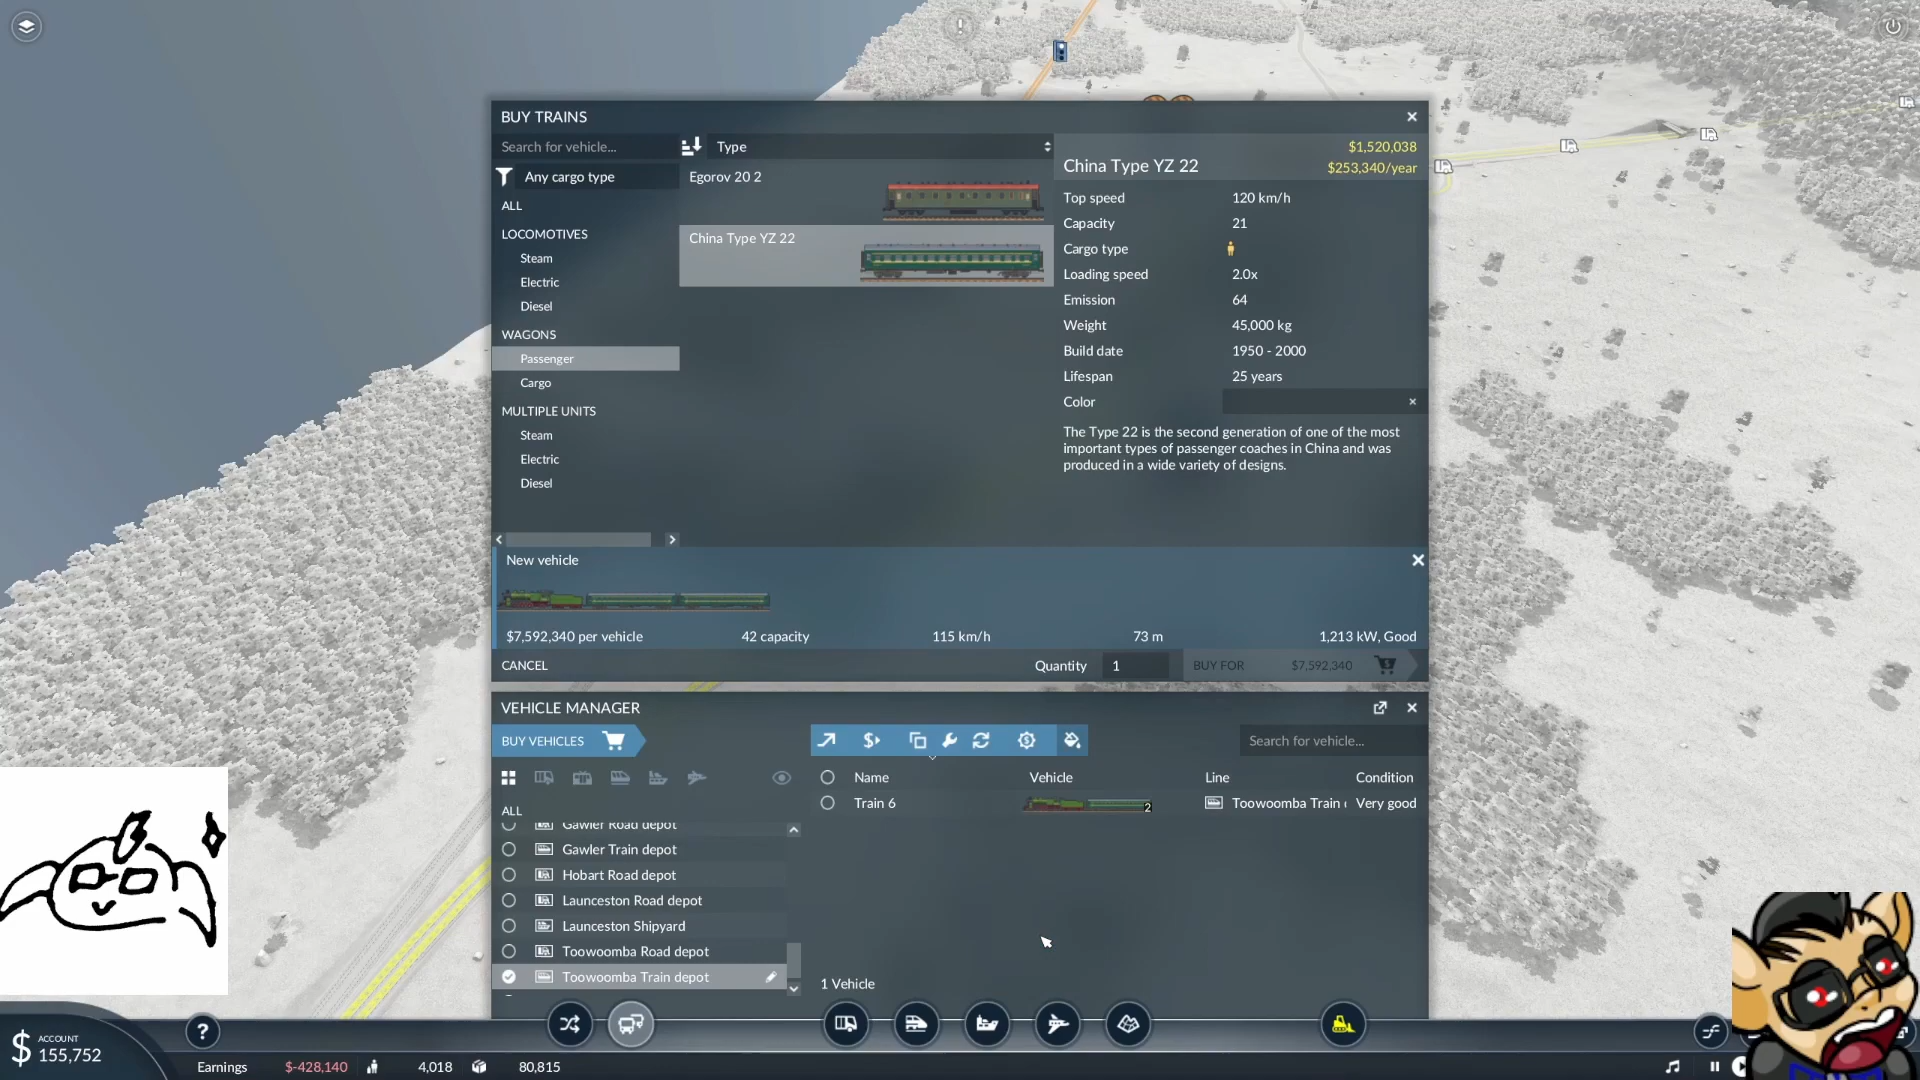 BUY TRAINS
Search for vehicle...
Type
Any cargo type
ALL
LOCOMOTIVES
Steam
Electric
Diesel
WAGONS
Passenger
Cargo
MULTIPLE UNITS
Steam
Electric
Diesel
Egorov 20 2
China Type YZ 22
$1,520,038
China Type YZ 22
$253,340/year
Top speed 120 km/h
Capacity 21
Cargo type
Loading speed 2.0x
Emission 64
Weight 45,000 kg
Build date 1950 - 2000
Lifespan 25 years
Color
The Type 22 is the second generation of one of the most
important types of passenger coaches in China and was
produced in a wide variety of designs.
New vehicle
$7,592,340 per vehicle 42 capacity 115 km/h 73 m 1,213 kW, Good
CANCEL Quantity 1 BUY FOR $7,592,340
VEHICLE MANAGER
BUY VEHICLES
Search for vehicle...
ALL
Gawler Road depot
Gawler Train depot
Hobart Road depot
Launceston Road depot
Launceston Shipyard
Toowoomba Road depot
Toowoomba Train depot
Name Vehicle Line Condition
Train 6 2 Toowoomba Train Very good
1 Vehicle
$ ACCOUNT
155,752
?
Earnings $-428,140 4,018 80,815